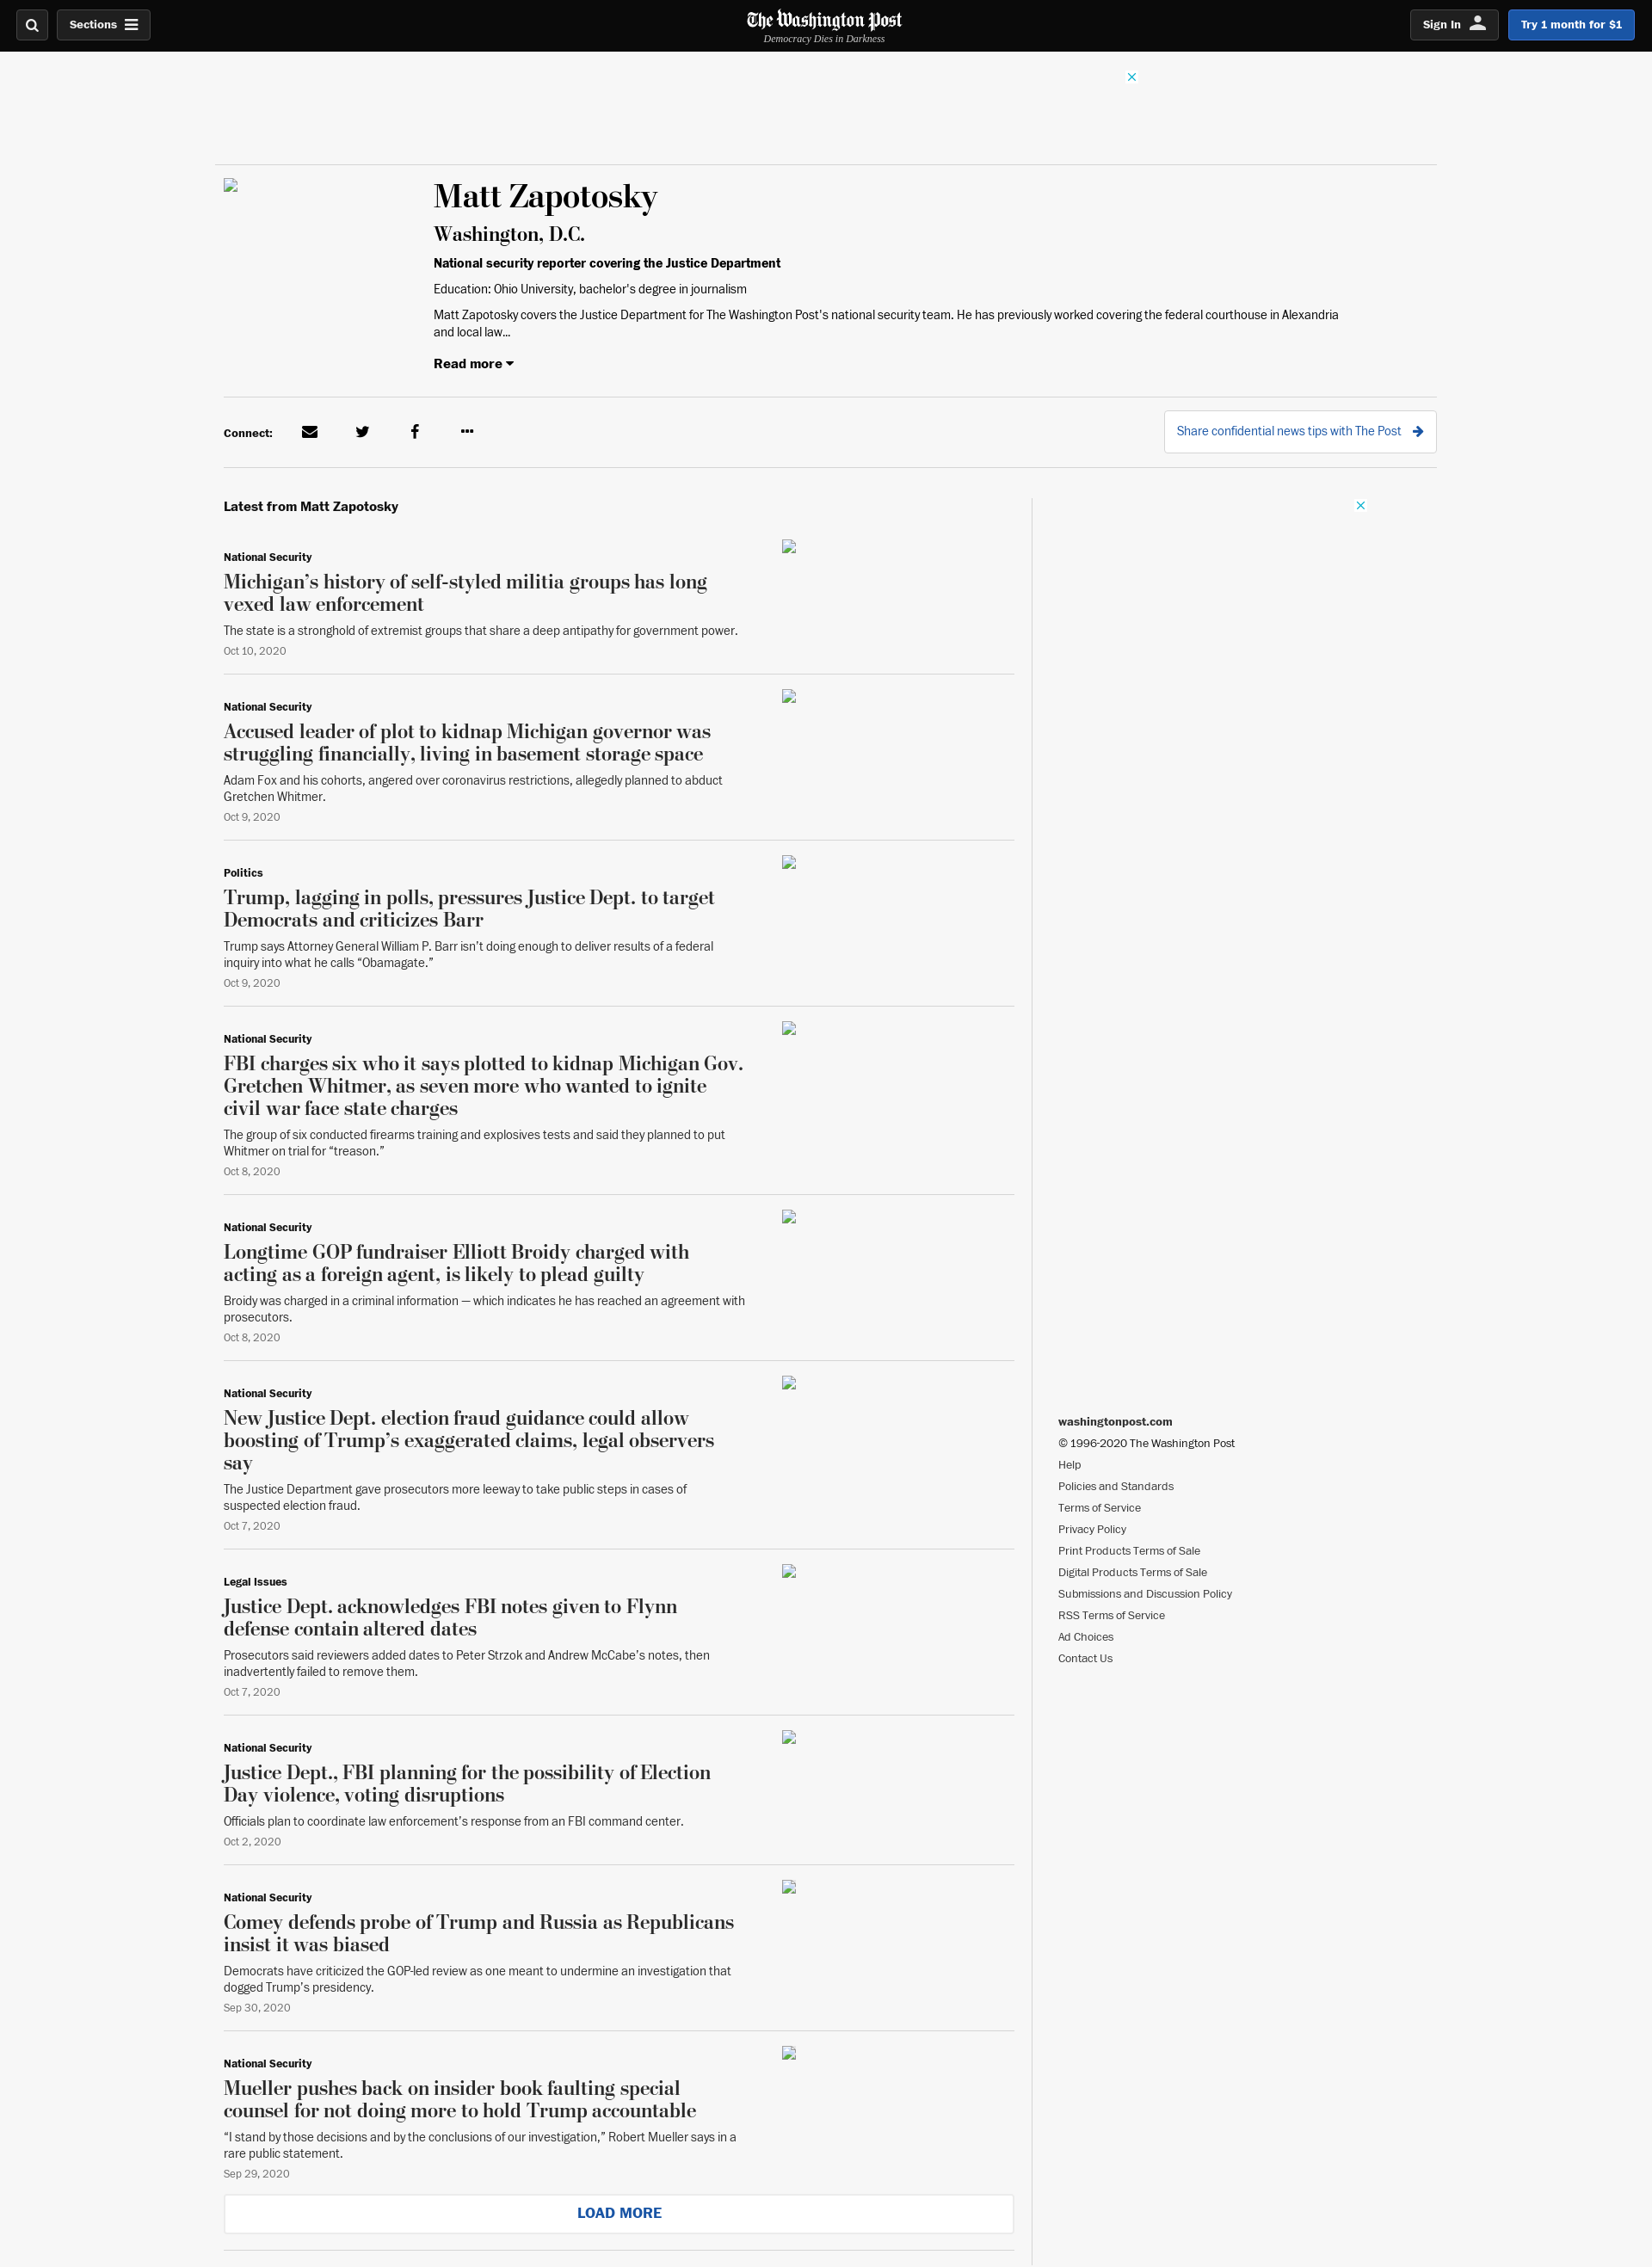 Sections
The Washington Post
Democracy Dies in Darkness
Sign In
Try 1 month for $1
Matt Zapotosky
Washington, D.C.
National security reporter covering the Justice Department
Education: Ohio University, bachelor's degree in journalism
Matt Zapotosky covers the Justice Department for The Washington Post's national security team. He has previously worked covering the federal courthouse in Alexandria
and local law...
Read more
Connect:
Share confidential news tips with The Post
Latest from Matt Zapotosky
National Security
Michigan’s history of self-styled militia groups has long
vexed law enforcement
The state is a stronghold of extremist groups that share a deep antipathy for government power.
Oct 10, 2020
National Security
Accused leader of plot to kidnap Michigan governor was
struggling financially, living in basement storage space
Adam Fox and his cohorts, angered over coronavirus restrictions, allegedly planned to abduct
Gretchen Whitmer.
Oct 9, 2020
Politics
Trump, lagging in polls, pressures Justice Dept. to target
Democrats and criticizes Barr
Trump says Attorney General William P. Barr isn’t doing enough to deliver results of a federal
inquiry into what he calls “Obamagate.”
Oct 9, 2020
National Security
FBI charges six who it says plotted to kidnap Michigan Gov.
Gretchen Whitmer, as seven more who wanted to ignite
civil war face state charges
The group of six conducted firearms training and explosives tests and said they planned to put
Whitmer on trial for “treason.”
Oct 8, 2020
National Security
Longtime GOP fundraiser Elliott Broidy charged with
acting as a foreign agent, is likely to plead guilty
Broidy was charged in a criminal information — which indicates he has reached an agreement with
prosecutors.
Oct 8, 2020
National Security
New Justice Dept. election fraud guidance could allow
boosting of Trump’s exaggerated claims, legal observers
say
The Justice Department gave prosecutors more leeway to take public steps in cases of
suspected election fraud.
Oct 7, 2020
Legal Issues
Justice Dept. acknowledges FBI notes given to Flynn
defense contain altered dates
Prosecutors said reviewers added dates to Peter Strzok and Andrew McCabe’s notes, then
inadvertently failed to remove them.
Oct 7, 2020
National Security
Justice Dept., FBI planning for the possibility of Election
Day violence, voting disruptions
Officials plan to coordinate law enforcement’s response from an FBI command center.
Oct 2, 2020
National Security
Comey defends probe of Trump and Russia as Republicans
insist it was biased
Democrats have criticized the GOP-led review as one meant to undermine an investigation that
dogged Trump’s presidency.
Sep 30, 2020
National Security
Mueller pushes back on insider book faulting special
counsel for not doing more to hold Trump accountable
“I stand by those decisions and by the conclusions of our investigation,” Robert Mueller says in a
rare public statement.
Sep 29, 2020
LOAD MORE
washingtonpost.com
© 1996-2020 The Washington Post
Help
Policies and Standards
Terms of Service
Privacy Policy
Print Products Terms of Sale
Digital Products Terms of Sale
Submissions and Discussion Policy
RSS Terms of Service
Ad Choices
Contact Us